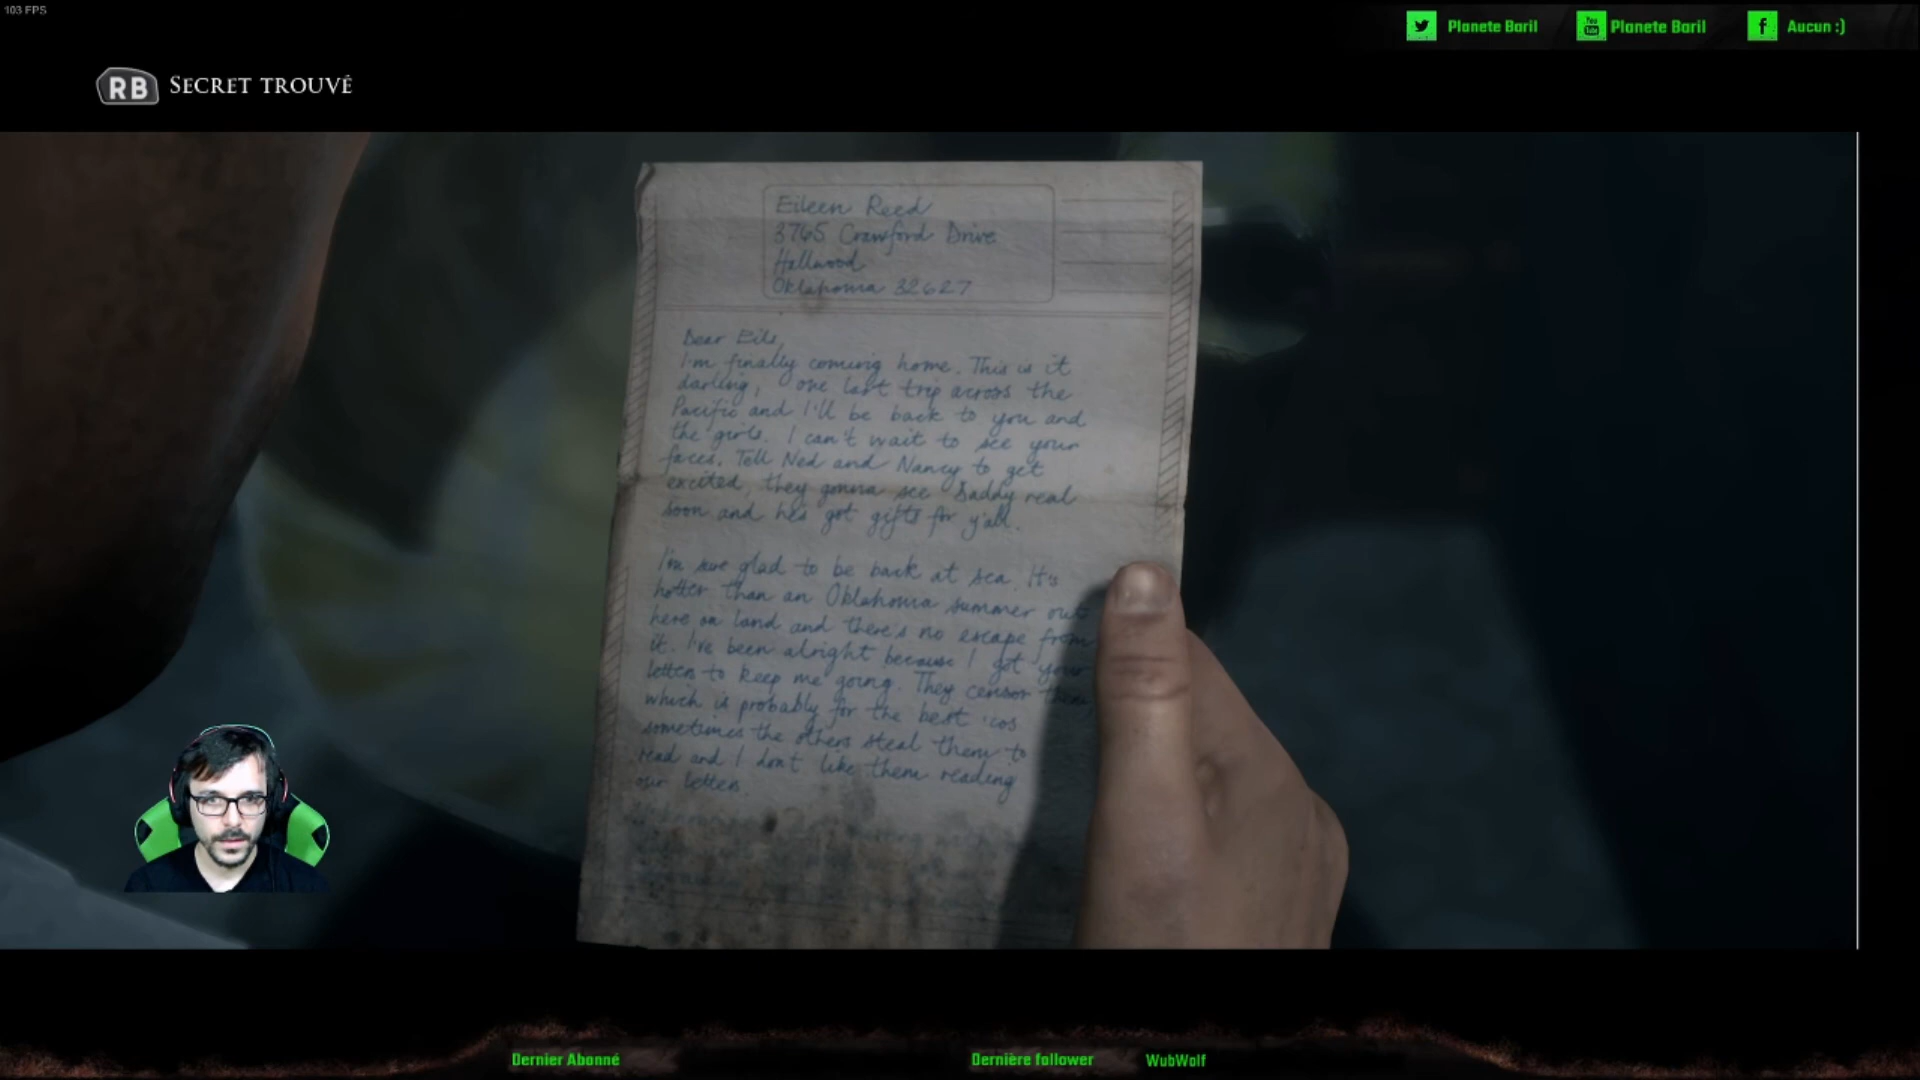 103 FPS
Planete Baril
You Tube
Planete Baril
f
Aucun :)
RB SECRET TROUVÉ
Eileen Reed
3765 Crawford Drive
Hallwood
Oklahoma 32627
Dear Eils,
I'm finally coming home. This is it
darling, one last trip across the
Pacific and I'll be back to you and
the girls. I can't wait to see your
faces. Tell Ned and Nancy to get
excited, they gonna see Daddy real
soon and he's got gifts for y'all.
I'm sure glad to be back at sea. It's
hotter than an Oklahoma summer out
here on land and there's no escape from
it. I've been alright because I got your
letters to keep me going. They censor them,
which is probably for the best 'cos
sometimes the others steal them to
read and I don't like them reading
our letters.
Dernier Abonné
Dernière follower
WubWolf